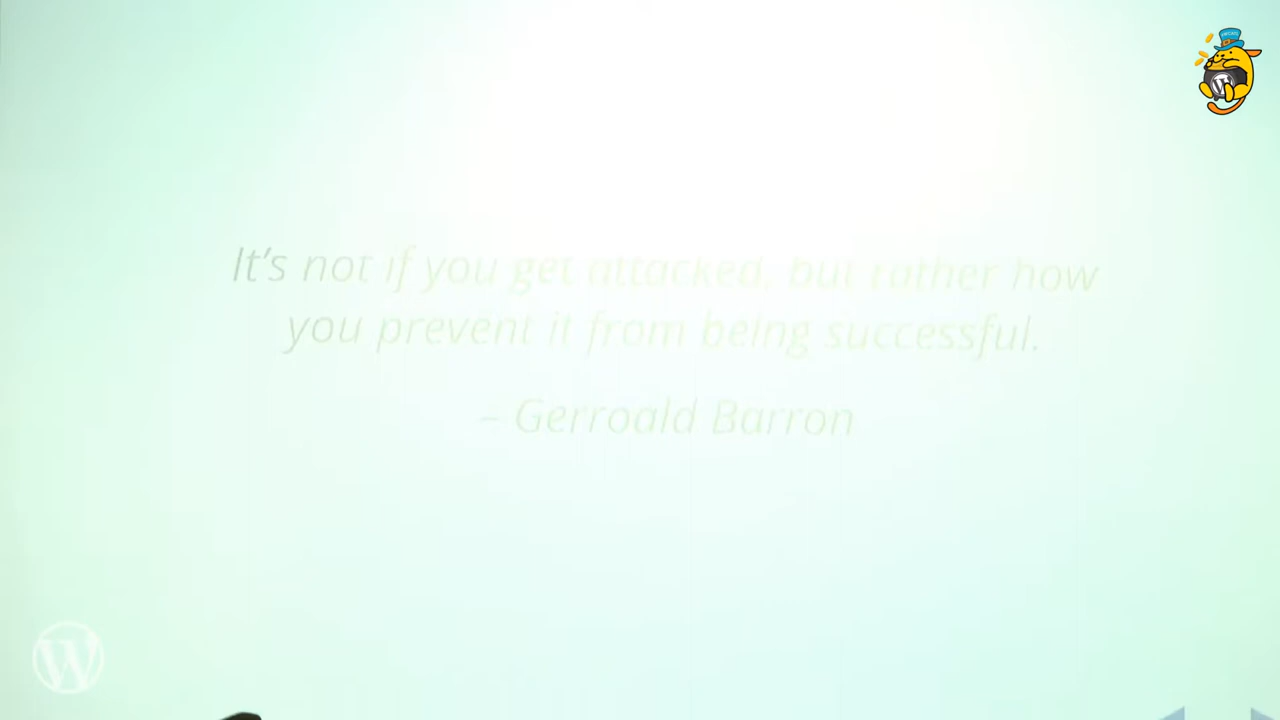 It's not if you get attacked, but rather how
you prevent it from being successful.
– Gerroald Barron